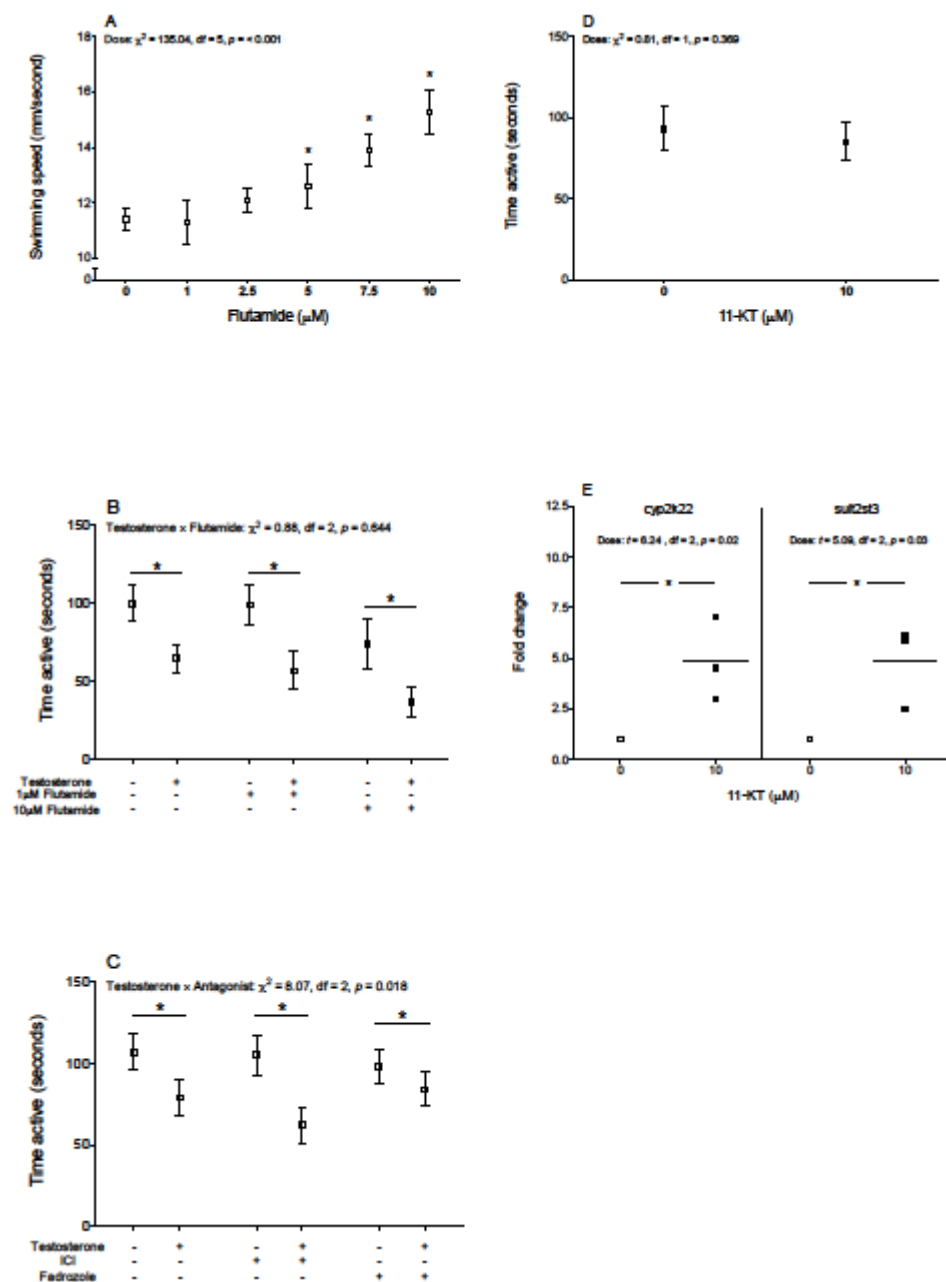 A
Dose: χ² = 135.04, df = 5, p = < 0.001
Swimming speed (mm/second)
18
16
14
12
10
0
0 1 2.5 5 7.5 10
* * *
Flutamide (μM)
D
Dose: χ² = 0.81, df = 1, p = 0.369
Time active (seconds)
150
100
50
0
0 10
11-KT (μM)
B
Testosterone × Flutamide: χ² = 0.88, df = 2, p = 0.644
Time active (seconds)
150
100
50
0
* * *
Testosterone - + - + - +
1μM Flutamide - - + + - -
10μM Flutamide - - - - + +
E
cyp2k22 sult2st3
Dose: t = 6.24 , df = 2, p = 0.02 Dose: t = 5.09, df = 2, p = 0.03
* *
Fold change
12.5
10.0
7.5
5.0
2.5
0.0
0 10 0 10
11-KT (μM)
C
Testosterone × Antagonist: χ² = 8.07, df = 2, p = 0.018
Time active (seconds)
150
100
50
0
* * *
Testosterone - + - + - +
ICI - - + + - -
Fadrozole - - - - + +